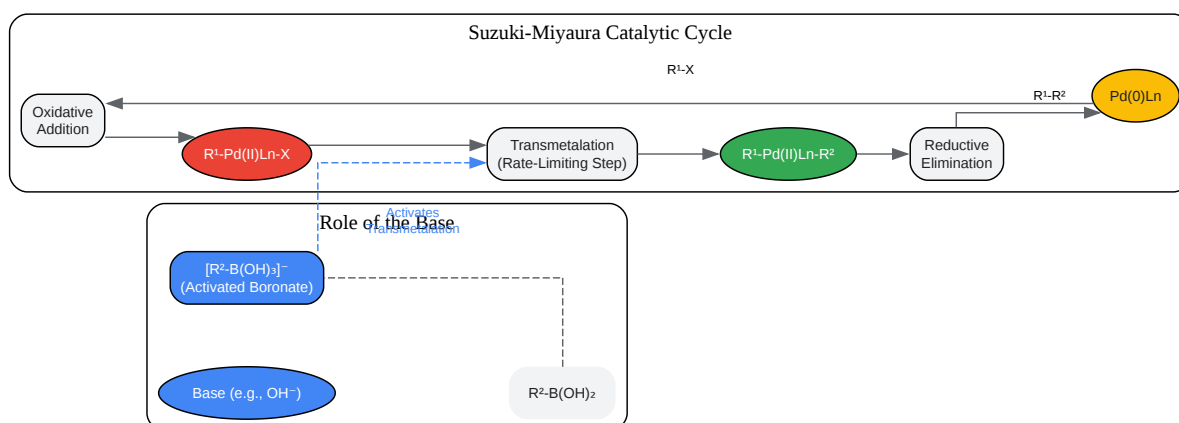 Suzuki-Miyaura Catalytic Cycle
R¹-X
R¹-R²
Pd(0)Ln
Oxidative
Addition
R¹-Pd(II)Ln-X
Transmetalation
(Rate-Limiting Step)
R¹-Pd(II)Ln-R²
Reductive
Elimination
Activates
Transmetalation
Role of the Base
[R²-B(OH)₃]⁻
(Activated Boronate)
Base (e.g., OH⁻)
R²-B(OH)₂